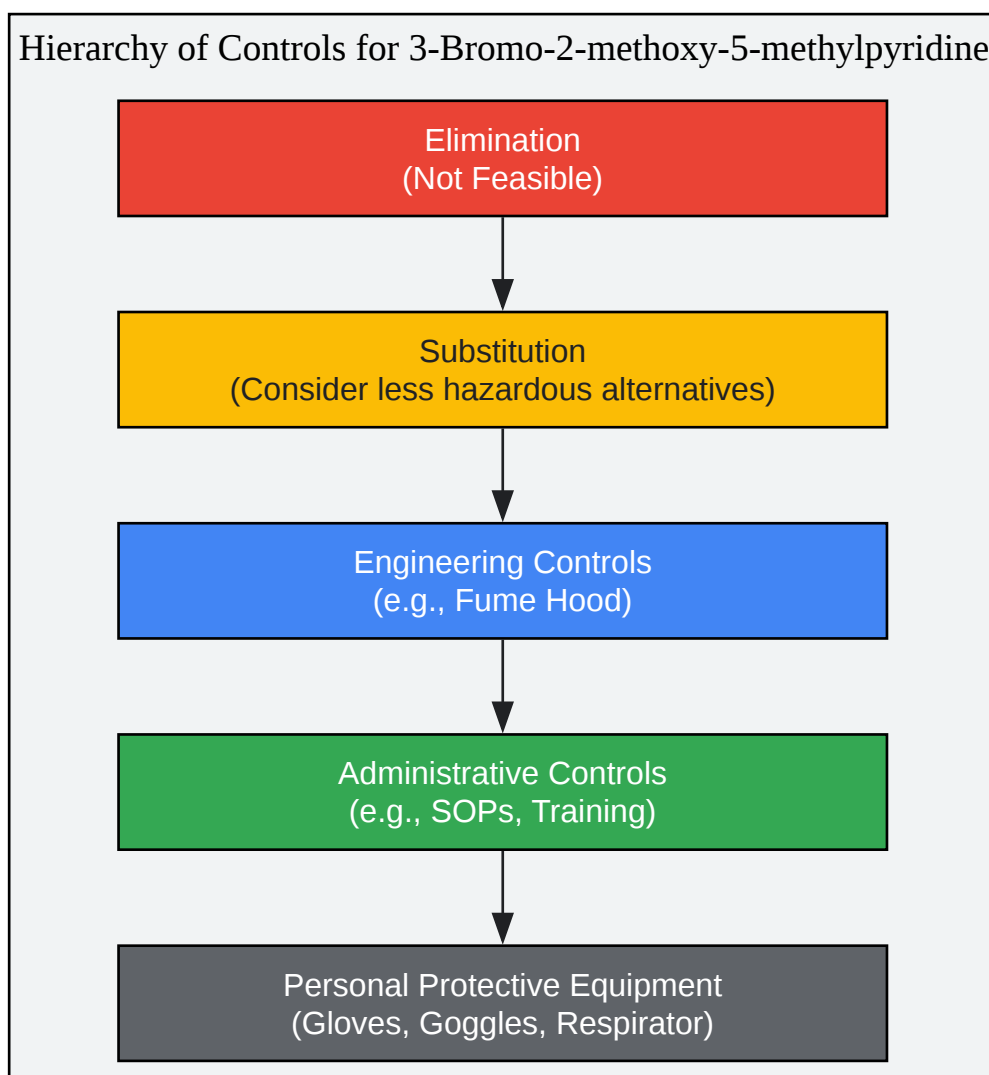 Hierarchy of Controls for 3-Bromo-2-methoxy-5-methylpyridine
Elimination
(Not Feasible)
Substitution
(Consider less hazardous alternatives)
Engineering Controls
(e.g., Fume Hood)
Administrative Controls
(e.g., SOPs, Training)
Personal Protective Equipment
(Gloves, Goggles, Respirator)